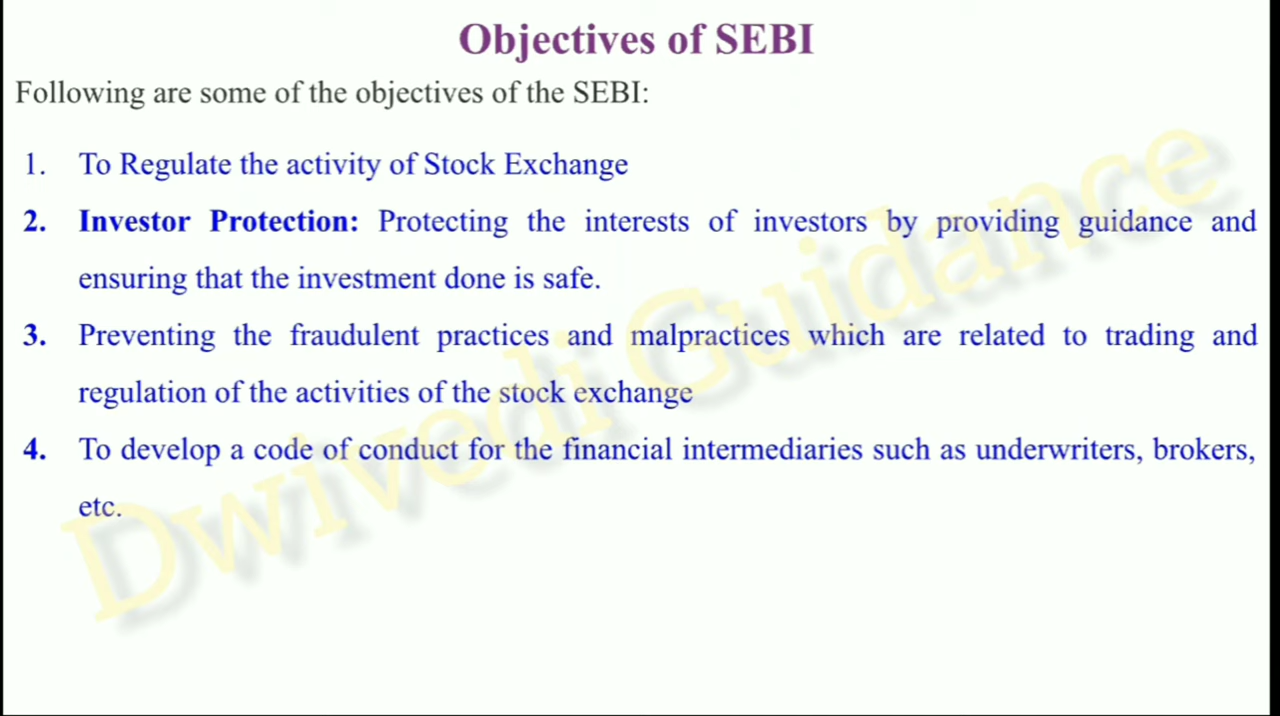 Objectives of SEBI
Following are some of the objectives of the SEBI:
1. To Regulate the activity of Stock Exchange
2. Investor Protection: Protecting the interests of investors by providing guidance and
ensuring that the investment done is safe.
3. Preventing the fraudulent practices and malpractices which are related to trading and
regulation of the activities of the stock exchange
4. To develop a code of conduct for the financial intermediaries such as underwriters, brokers,
etc.
Dwivedi Guidance